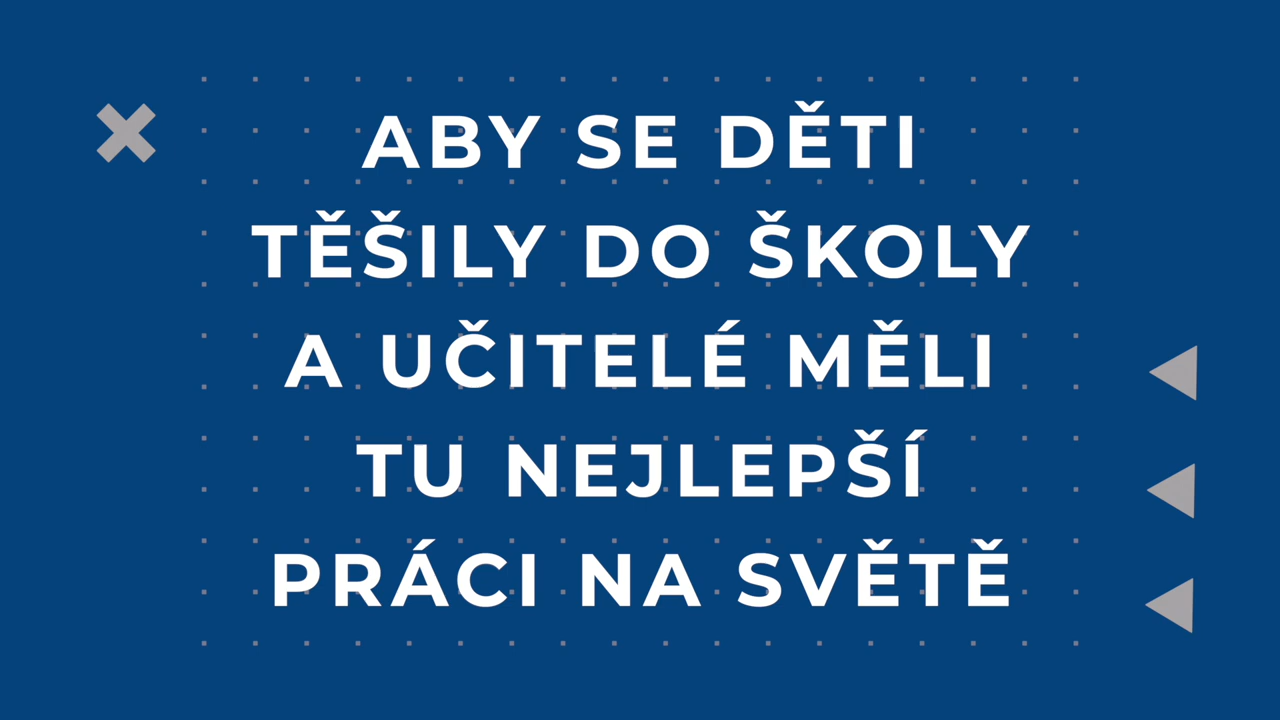 ABY SE DĚTI
TĚŠILY DO ŠKOLY
A UČITELÉ MĚLI
TU NEJLEPŠÍ
PRÁCI NA SVĚTĚ